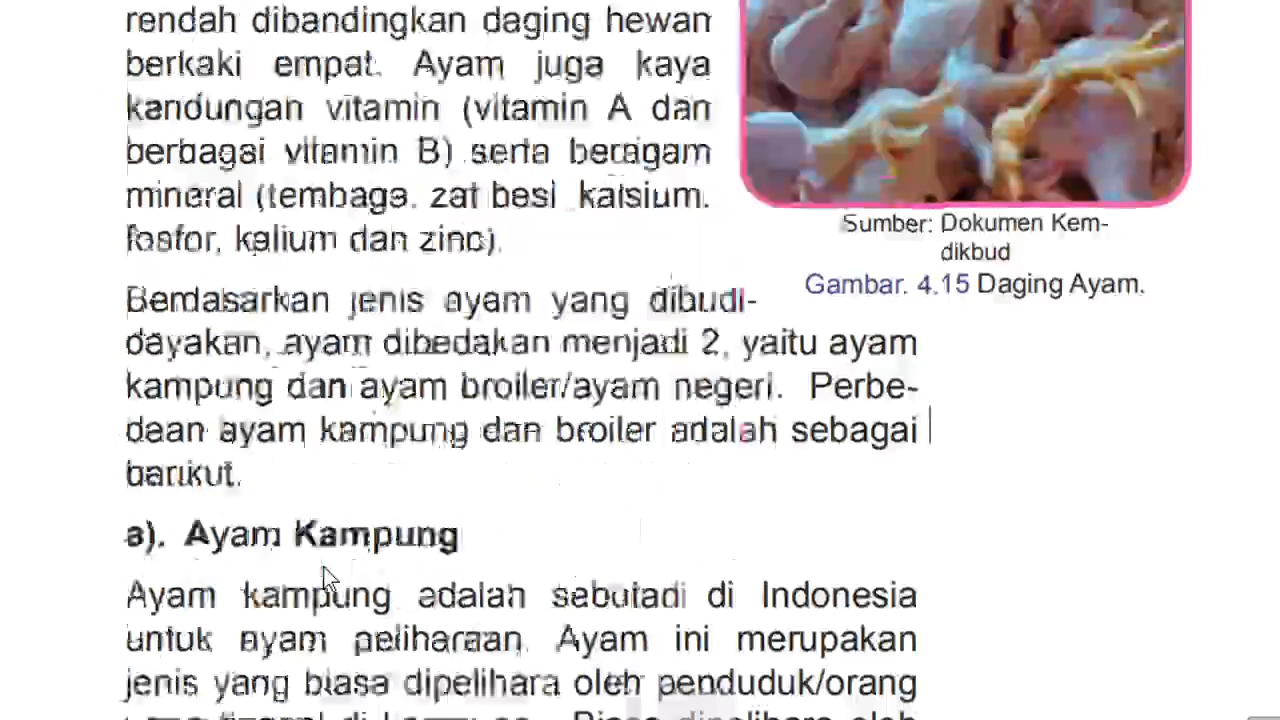 rendah dibandingkan daging hewan
berkaki empat. Ayam juga kaya
kandungan vitamin (vitamin A dan
berbagai vitamin B) serta beragam
mineral (tembaga, zat besi, kalsium,
fosfor, kalium dan zinc).
Sumber: Dokumen Kem-
dikbud
Gambar. 4.15 Daging Ayam.
Berdasarkan jenis ayam yang dibudi-
dayakan, ayam dibedakan menjadi 2, yaitu ayam
kampung dan ayam broiler/ayam negeri. Perbe-
daan ayam kampung dan broiler adalah sebagai
berikut.
a). Ayam Kampung
Ayam kampung adalah sebutan di Indonesia
untuk ayam peliharaan. Ayam ini merupakan
jenis yang biasa dipelihara oleh penduduk/orang